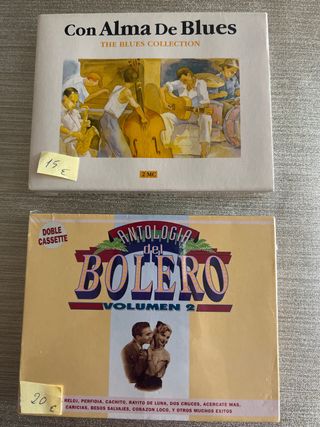 Con Alma De Blues
THE BLUES COLLECTION
15
€
2 MC
DOBLE
CASSETTE
ANTOLOGIA
del
BOLERO
VOLUMEN 2
RELOJ, PERFIDIA, CACHITO, RAYITO DE LUNA, DOS CRUCES, ACERCATE MAS,
CARICIAS, BESOS SALVAJES, CORAZON LOCO, Y OTROS MUCHOS EXITOS
20
€